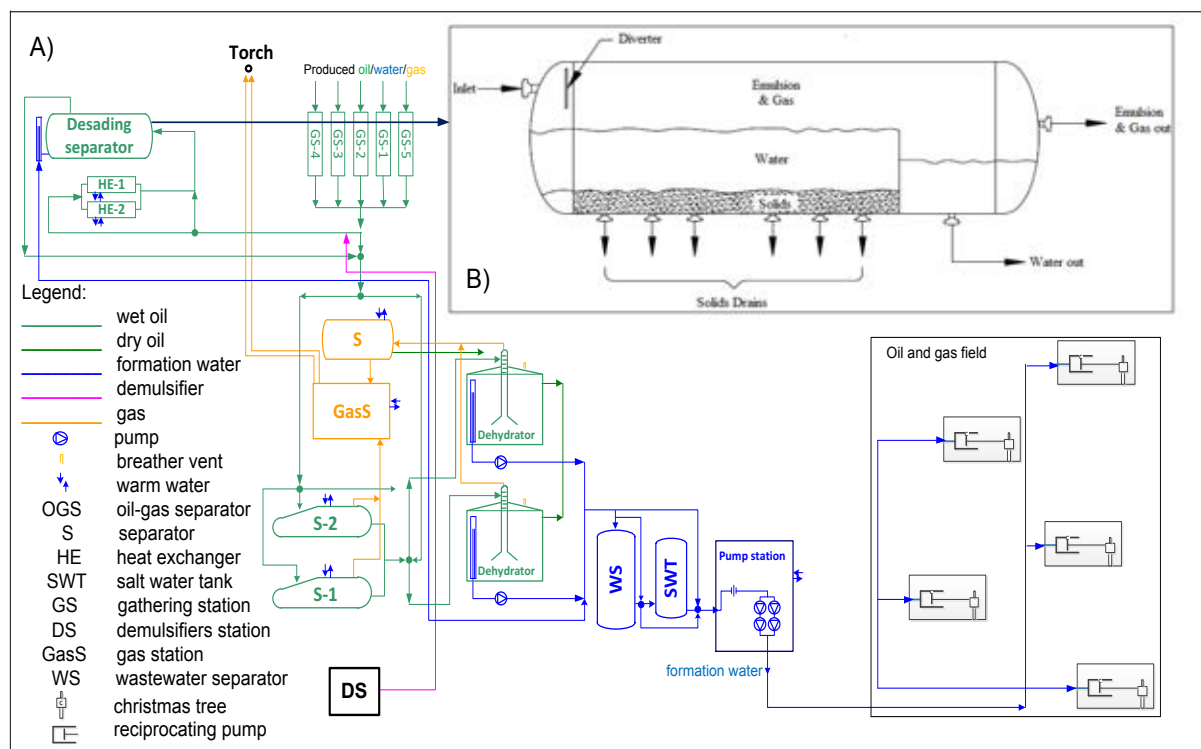 A)
Torch
Produced oil/water/gas
Desading
separator
GS-4
GS-3
GS-2
GS-1
GS-5
HE-1
HE-2
Diverter
Inlet
Emulsion
& Gas
Emulsion
& Gas out
Water
Solids
Water out
Solids Drains
B)
Legend:
wet oil
dry oil
formation water
demulsifier
gas
pump
breather vent
warm water
OGS oil-gas separator
S separator
HE heat exchanger
SWT salt water tank
GS gathering station
DS demulsifiers station
GasS gas station
WS wastewater separator
C christmas tree
reciprocating pump
S
GasS
S-2
S-1
Dehydrator
Dehydrator
WS
SWT
Pump station
formation water
DS
Oil and gas field
C
C
C
C
C